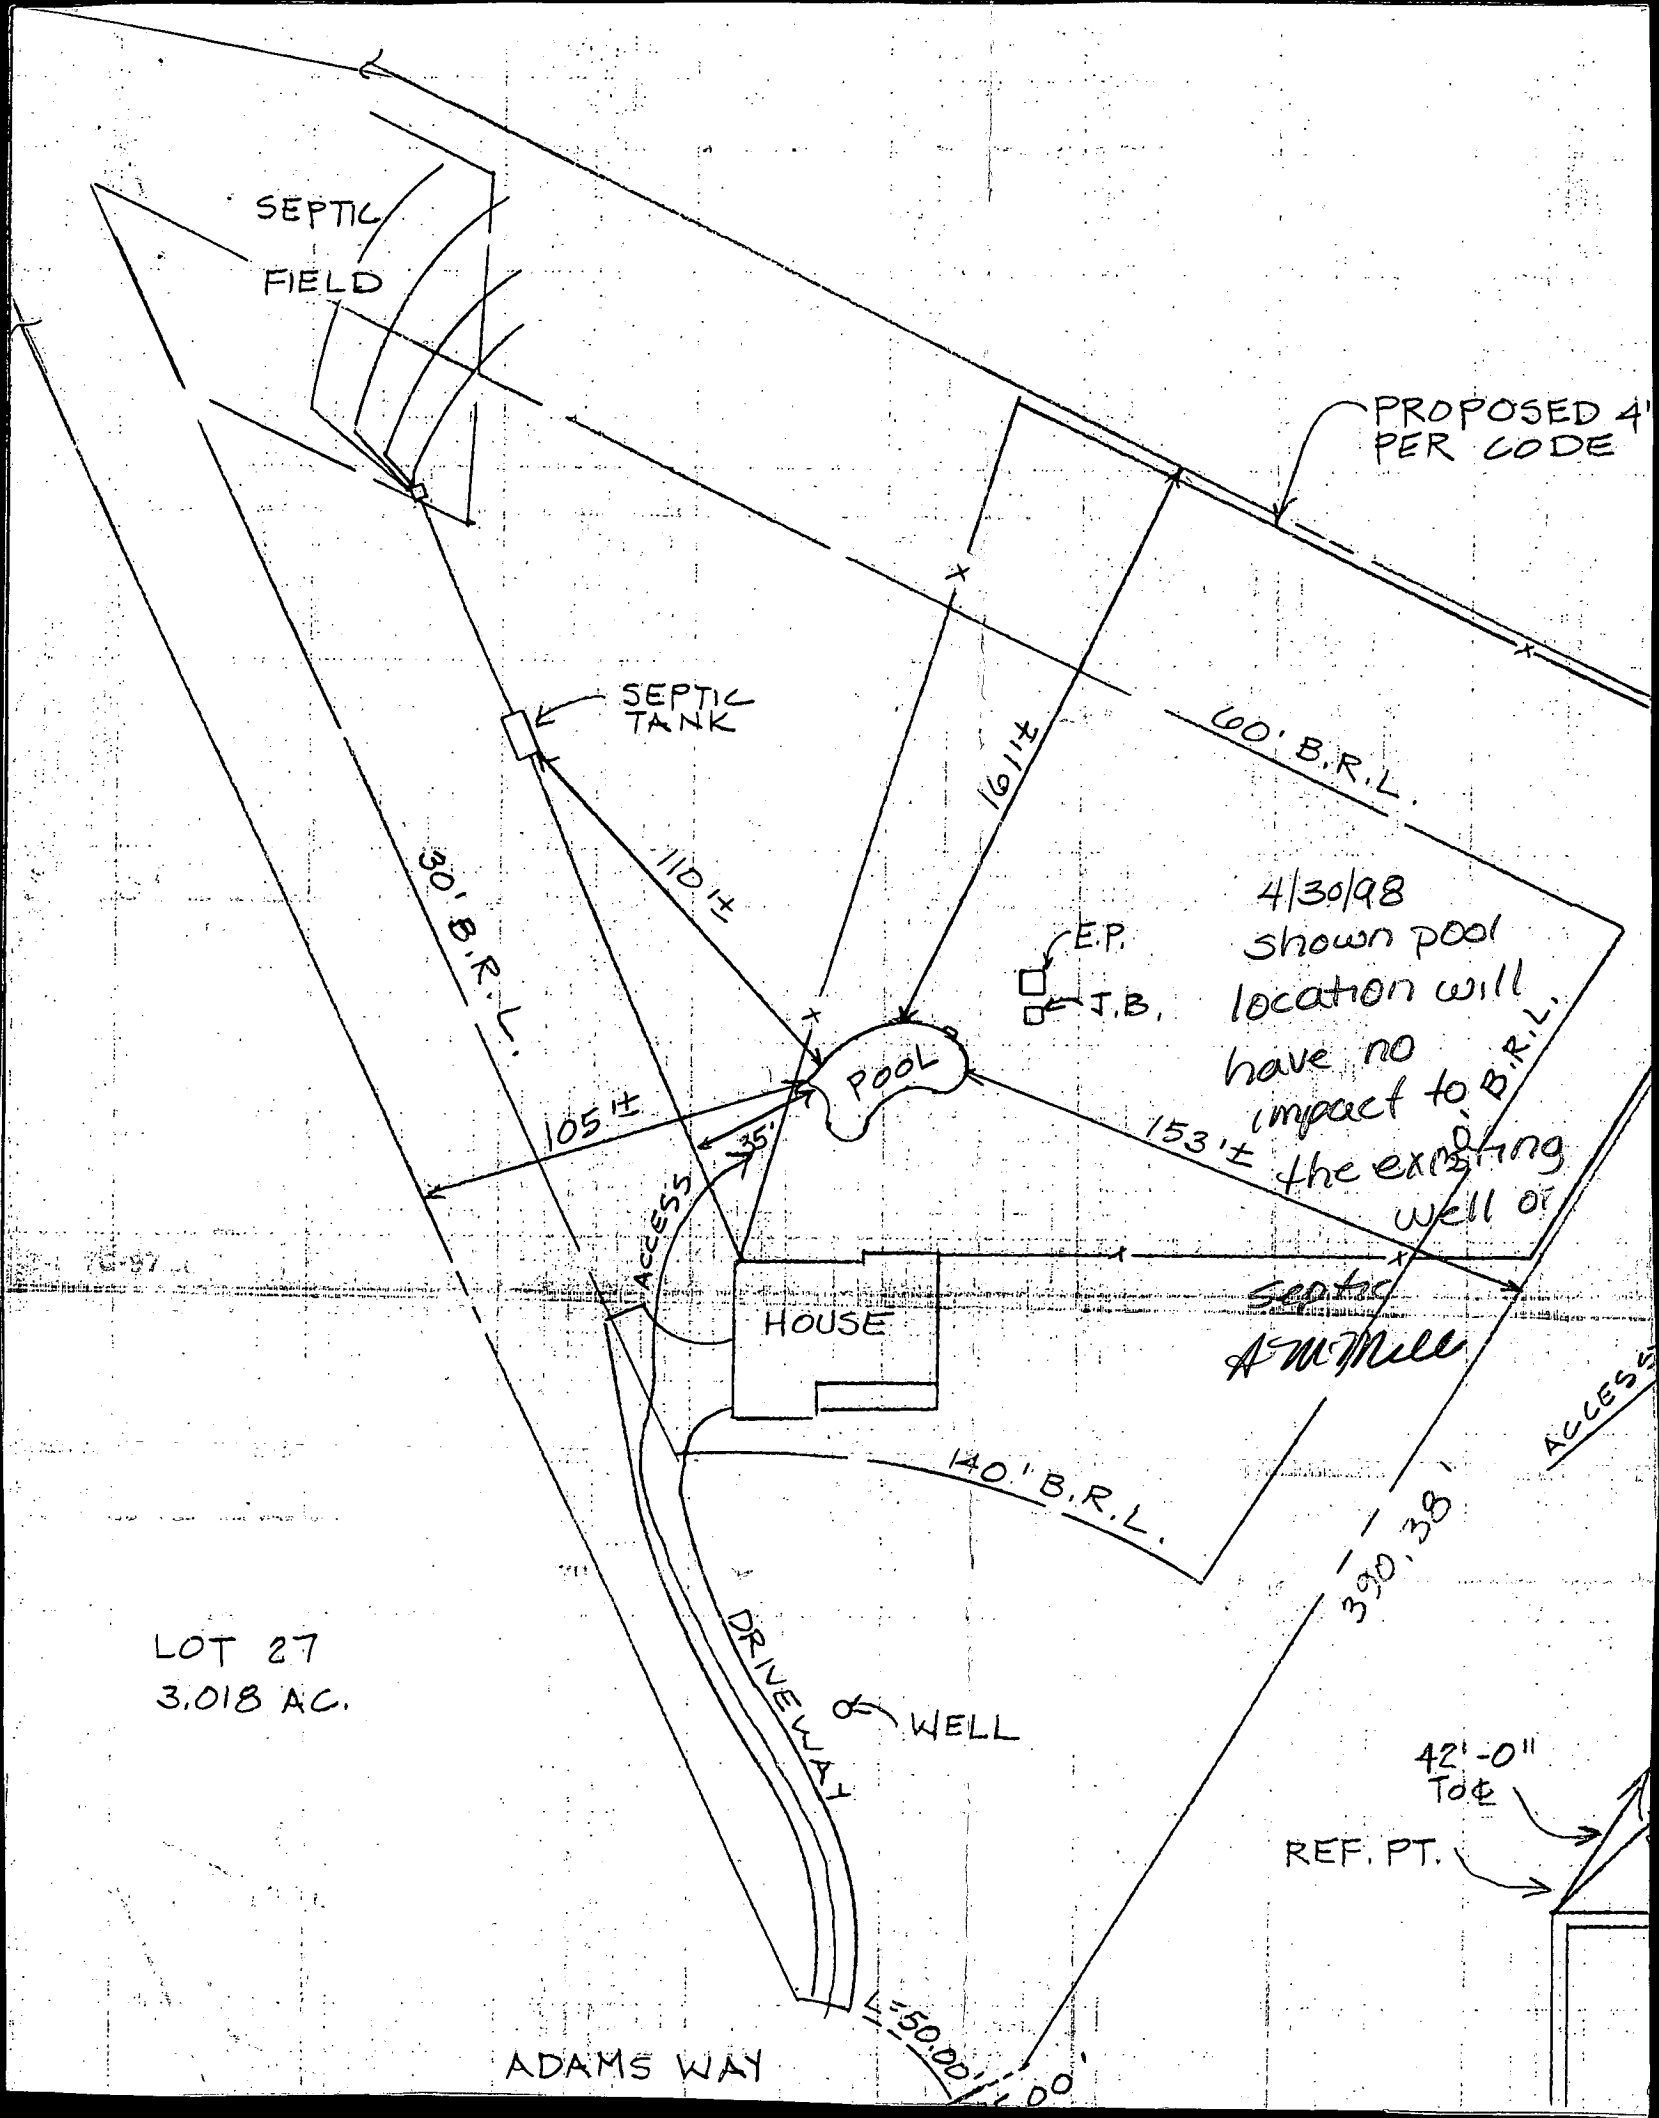 SEPTIC
FIELD
PROPOSED 4'
PER CODE
SEPTIC
TANK
60' B.R.L.
161'±
110'±
30' B.R.L.
4/30/98
shown pool
location will
have no
impact to
the existing
well or
septic
E.P.
J.B.
POOL
B.R.L.
105'±
35'
153'±
ACCESS
HOUSE
ACCESS
140' B.R.L.
390.38'
DRIVEWAY
LOT 27
3.018 AC.
WELL
42'-0"
TO ℄
REF. PT.
50.00'
00'
ADAMS WAY